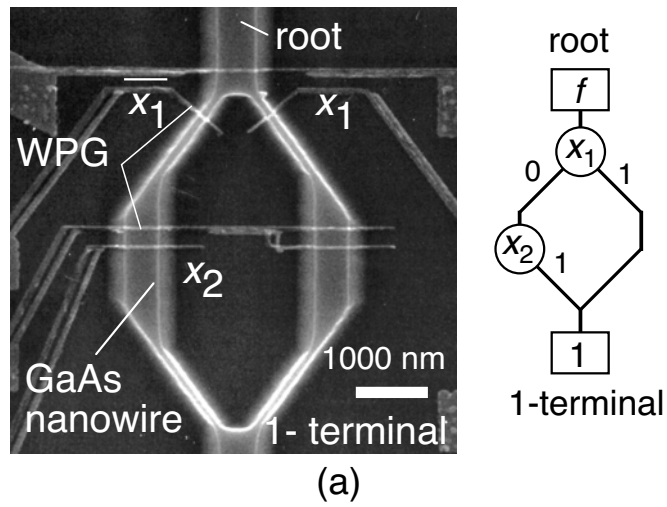 root
x̅1
x1
WPG
x2
GaAs
nanowire
1000 nm
1- terminal
root
f
x1
0
1
x2
1
1
1-terminal
(a)